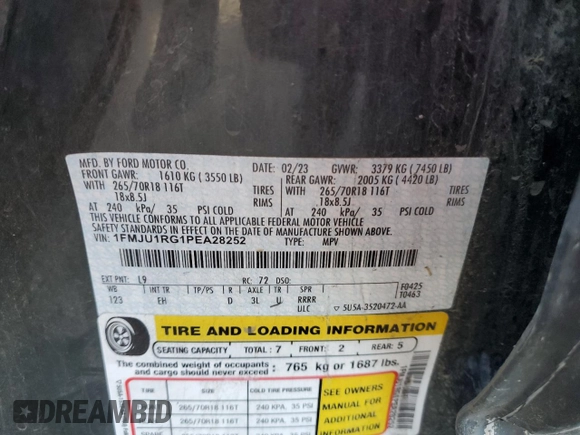 MFD. BY FORD MOTOR CO.
DATE: 02/23 GVWR: 3379 KG ( 7450 LB)
FRONT GAWR: 1610 KG ( 3550 LB)
REAR GAWR: 2005 KG ( 4420 LB)
WITH 265/70R18 116T TIRES
WITH 265/70R18 116T TIRES
18x8.5J RIMS
18x8.5J RIMS
AT 240 kPa/ 35 PSI COLD
AT 240 kPa/ 35 PSI COLD
THIS VEHICLE CONFORMS TO ALL APPLICABLE FEDERAL MOTOR VEHICLE
SAFETY STANDARDS IN EFFECT ON THE DATE OF MANUFACTURE SHOWN ABOVE.
VIN: 1FMJU1RG1PEA28252 TYPE: MPV
EXT PNT: L9 RC: 72 DSO:
WB INT TR TP/PS R AXLE TR SPR
F0425
T0463
123 EH D 3L U RRRR
ULC
5U5A-3520472-AA
TIRE AND LOADING INFORMATION
SEATING CAPACITY TOTAL: 7 FRONT: 2 REAR: 5
The combined weight of occupants
should never exceed: 765 kg or 1687 lbs.
TIRE SIZE COLD TIRE PRESSURE
265/70R18 116T 240 KPA, 35 PSI
265/70R18 116T 240 KPA, 35 PSI
SEE OWNERS
MANUAL FOR
ADDITIONAL
INFORMATION
DREAMBID